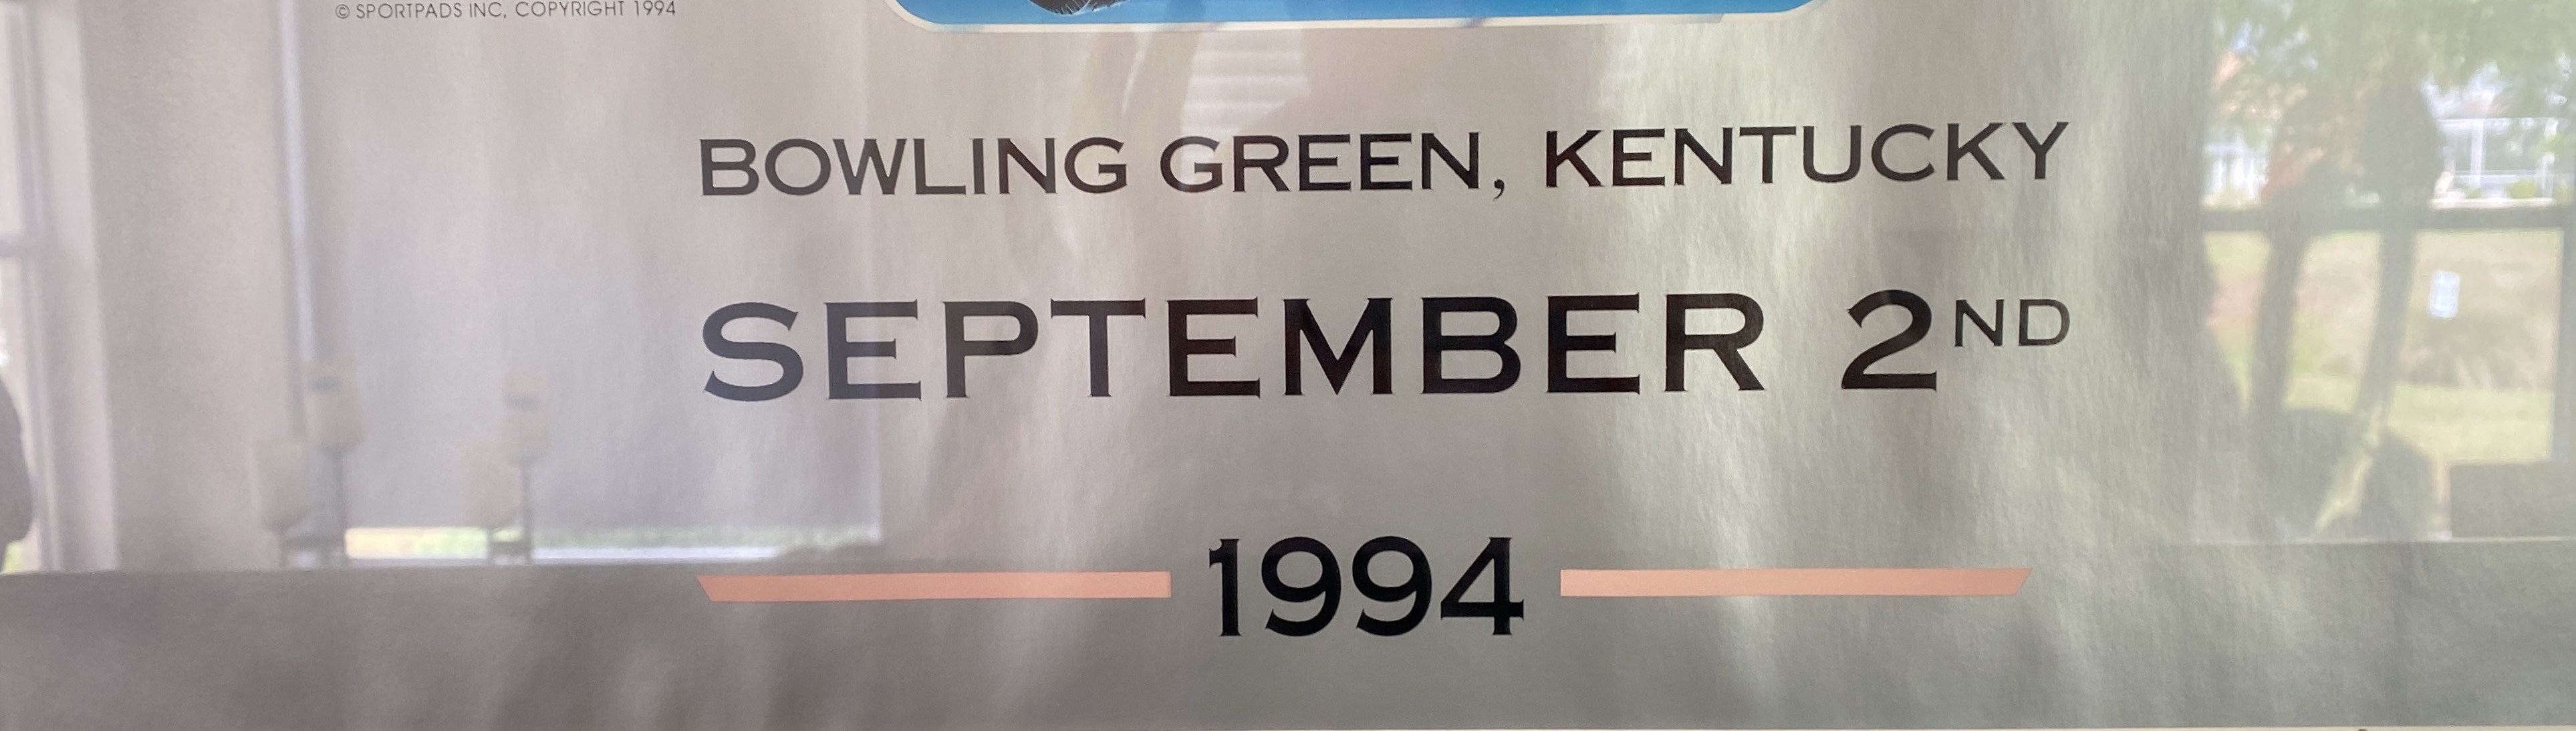 © SPORTPADS INC, COPYRIGHT 1994
BOWLING GREEN, KENTUCKY
SEPTEMBER 2ND
1994